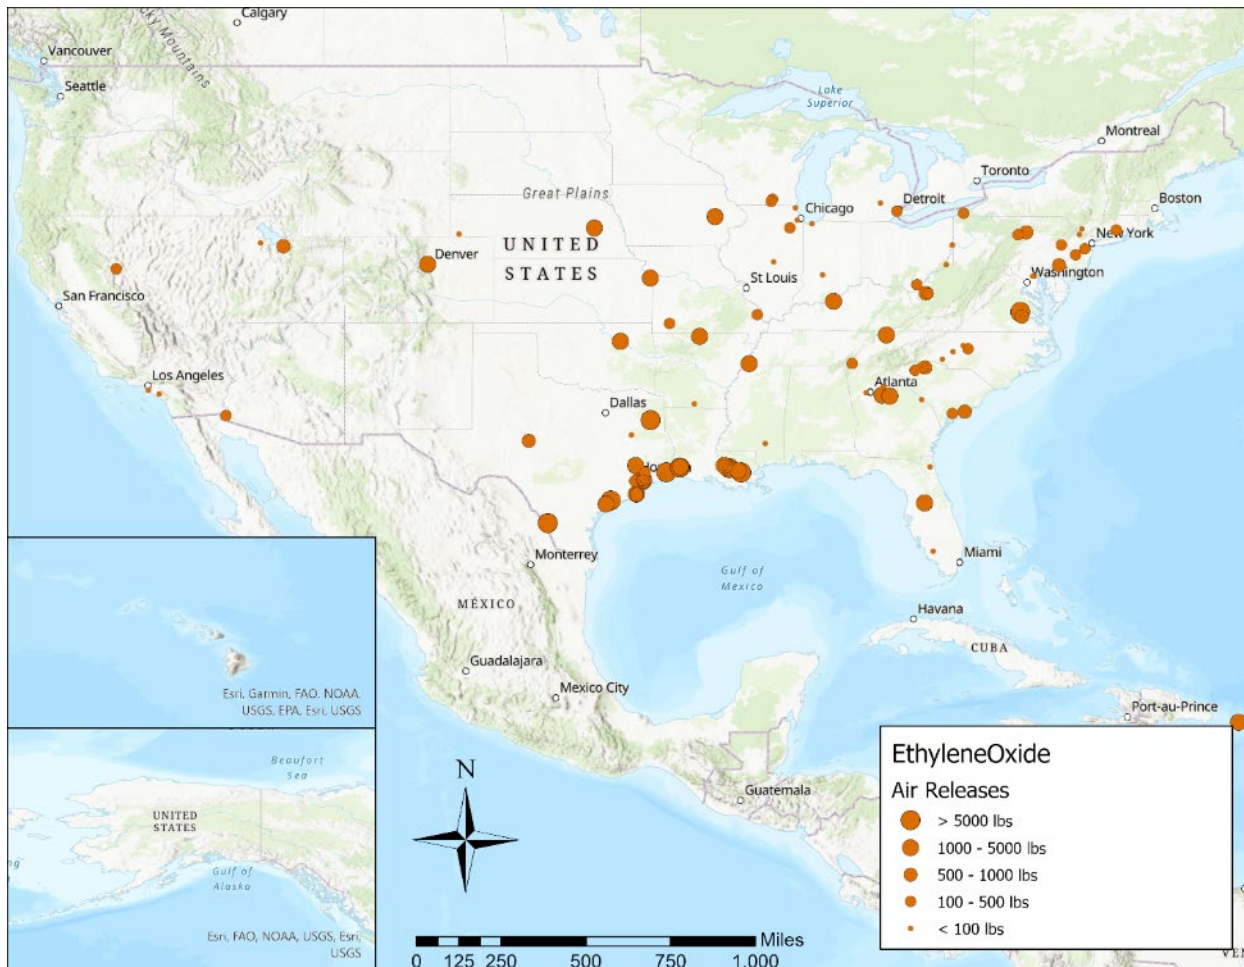 Calgary
Vancouver
Seattle
Mountains
Lake
Superior
Montreal
Toronto
Great Plains
Chicago
Detroit
Boston
New York
UNITED
STATES
Denver
St Louis
Washington
San Francisco
Los Angeles
Atlanta
Dallas
Monterrey
Miami
Gulf of
Mexico
MÉXICO
Havana
CUBA
Guadalajara
Mexico City
Port-au-Prince
Guatemala
Esri, Garmin, FAO, NOAA,
USGS, EPA, Esri, USGS
Beaufort
Sea
UNITED
STATES
Gulf of
Alaska
Esri, FAO, NOAA, USGS, Esri,
USGS
N
Miles
0 125 250 500 750 1,000
EthyleneOxide
Air Releases
> 5000 lbs
1000 - 5000 lbs
500 - 1000 lbs
100 - 500 lbs
< 100 lbs